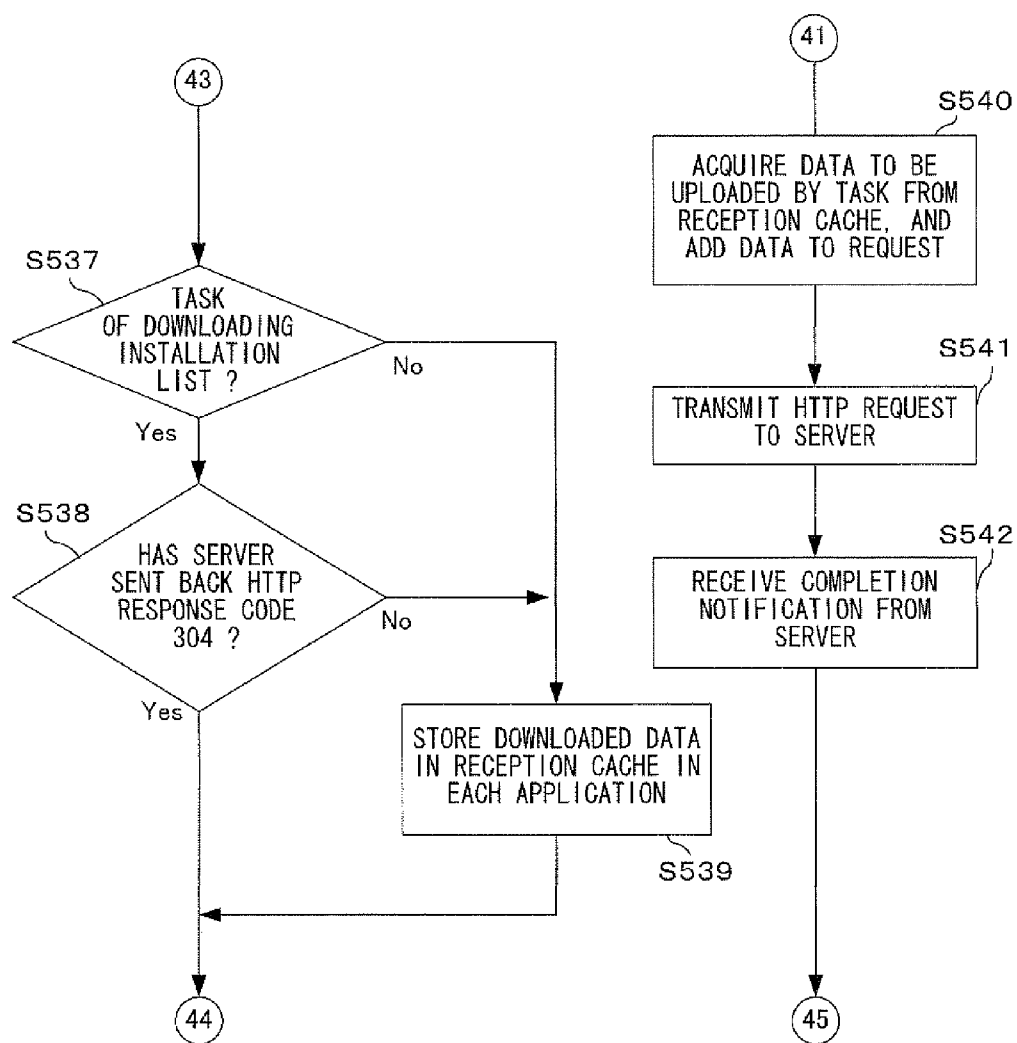 43
S537
TASK
OF DOWNLOADING
INSTALLATION
LIST ?
No
Yes
S538
HAS SERVER
SENT BACK HTTP
RESPONSE CODE
304 ?
No
Yes
STORE DOWNLOADED DATA
IN RECEPTION CACHE IN
EACH APPLICATION
S539
44
41
S540
ACQUIRE DATA TO BE
UPLOADED BY TASK FROM
RECEPTION CACHE, AND
ADD DATA TO REQUEST
S541
TRANSMIT HTTP REQUEST
TO SERVER
S542
RECEIVE COMPLETION
NOTIFICATION FROM
SERVER
45